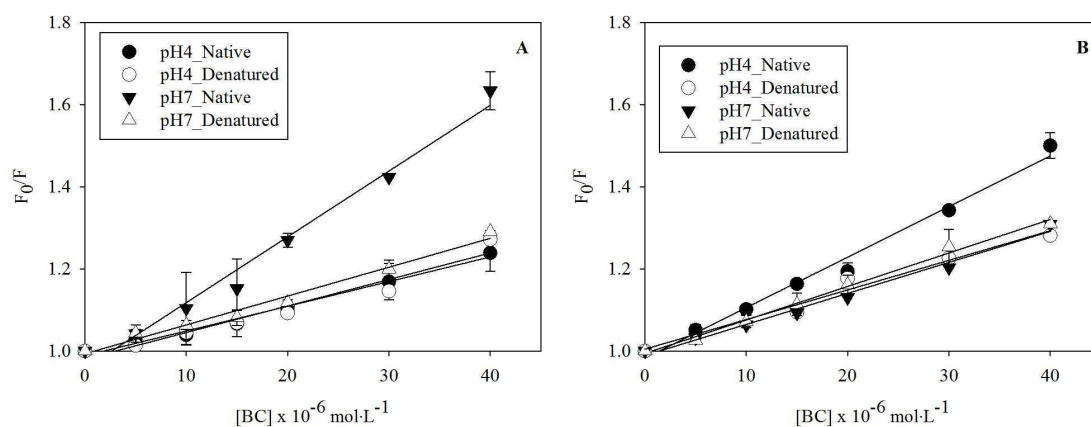 A
pH4_Native
pH4_Denatured
pH7_Native
pH7_Denatured
F0/F
1.8
1.6
1.4
1.2
1.0
0 10 20 30 40
[BC] x 10-6 mol·L-1
B
pH4_Native
pH4_Denatured
pH7_Native
pH7_Denatured
F0/F
1.8
1.6
1.4
1.2
1.0
0 10 20 30 40
[BC] x 10-6 mol·L-1